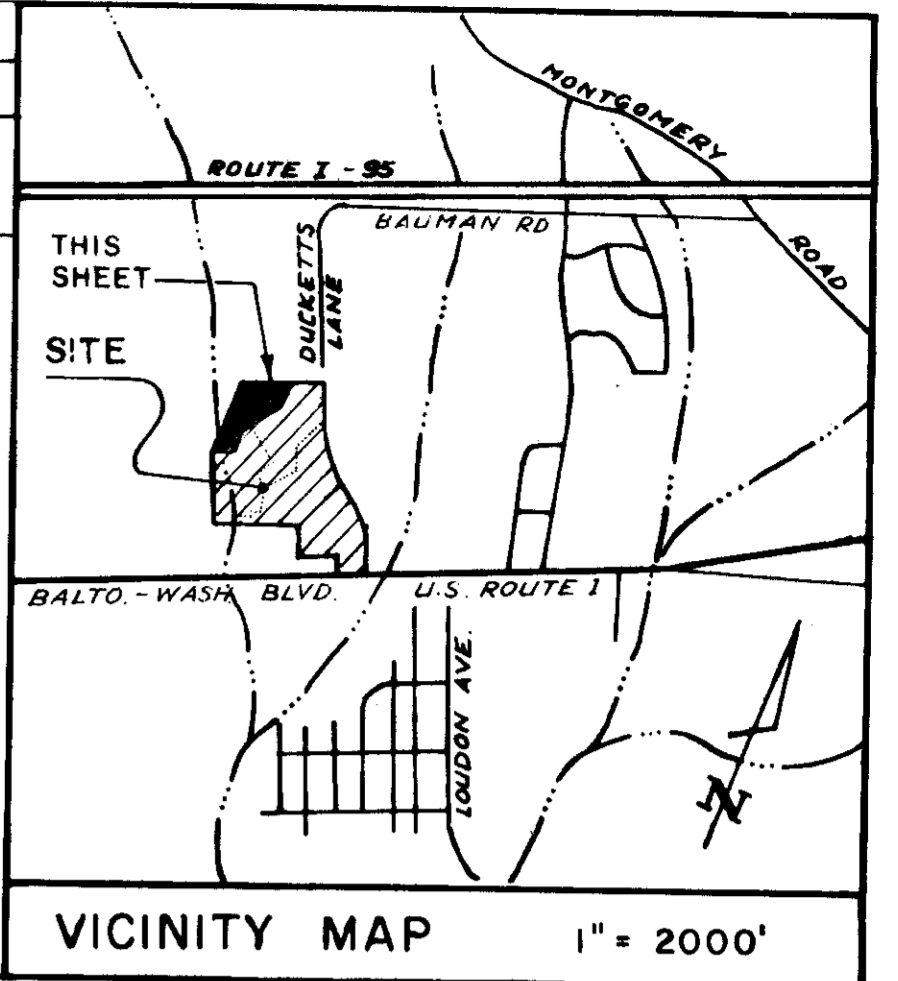 MONTGOMERY
ROUTE I - 95
BAUMAN RD
ROAD
THIS
SHEET
DUCKETTS
LANE
SITE
BALTO. - WASH. BLVD.
U.S. ROUTE 1
LOUDON AVE.
N
VICINITY MAP
1" = 2000'